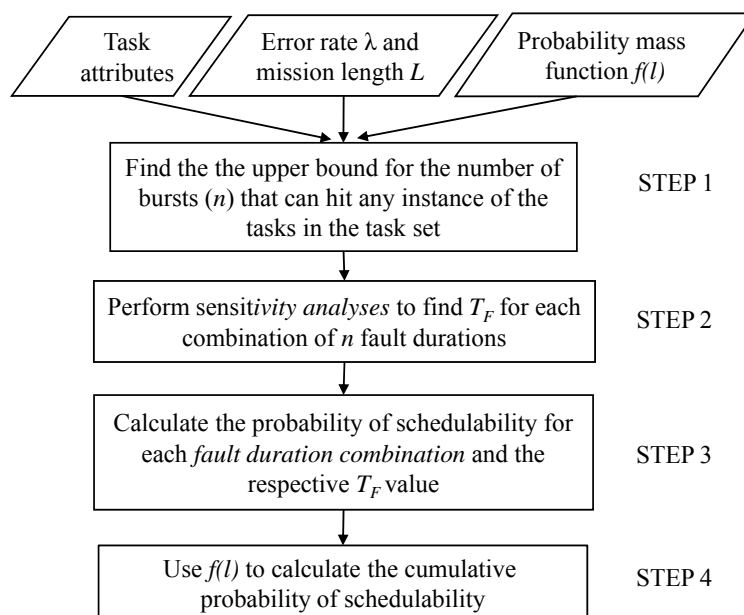 Task
attributes
Error rate λ and
mission length L
Probability mass
function f(l)
Find the the upper bound for the number of
bursts (n) that can hit any instance of the
tasks in the task set
STEP 1
Perform sensitivity analyses to find T_F for each
combination of n fault durations
STEP 2
Calculate the probability of schedulability for
each fault duration combination and the
respective T_F value
STEP 3
Use f(l) to calculate the cumulative
probability of schedulability
STEP 4